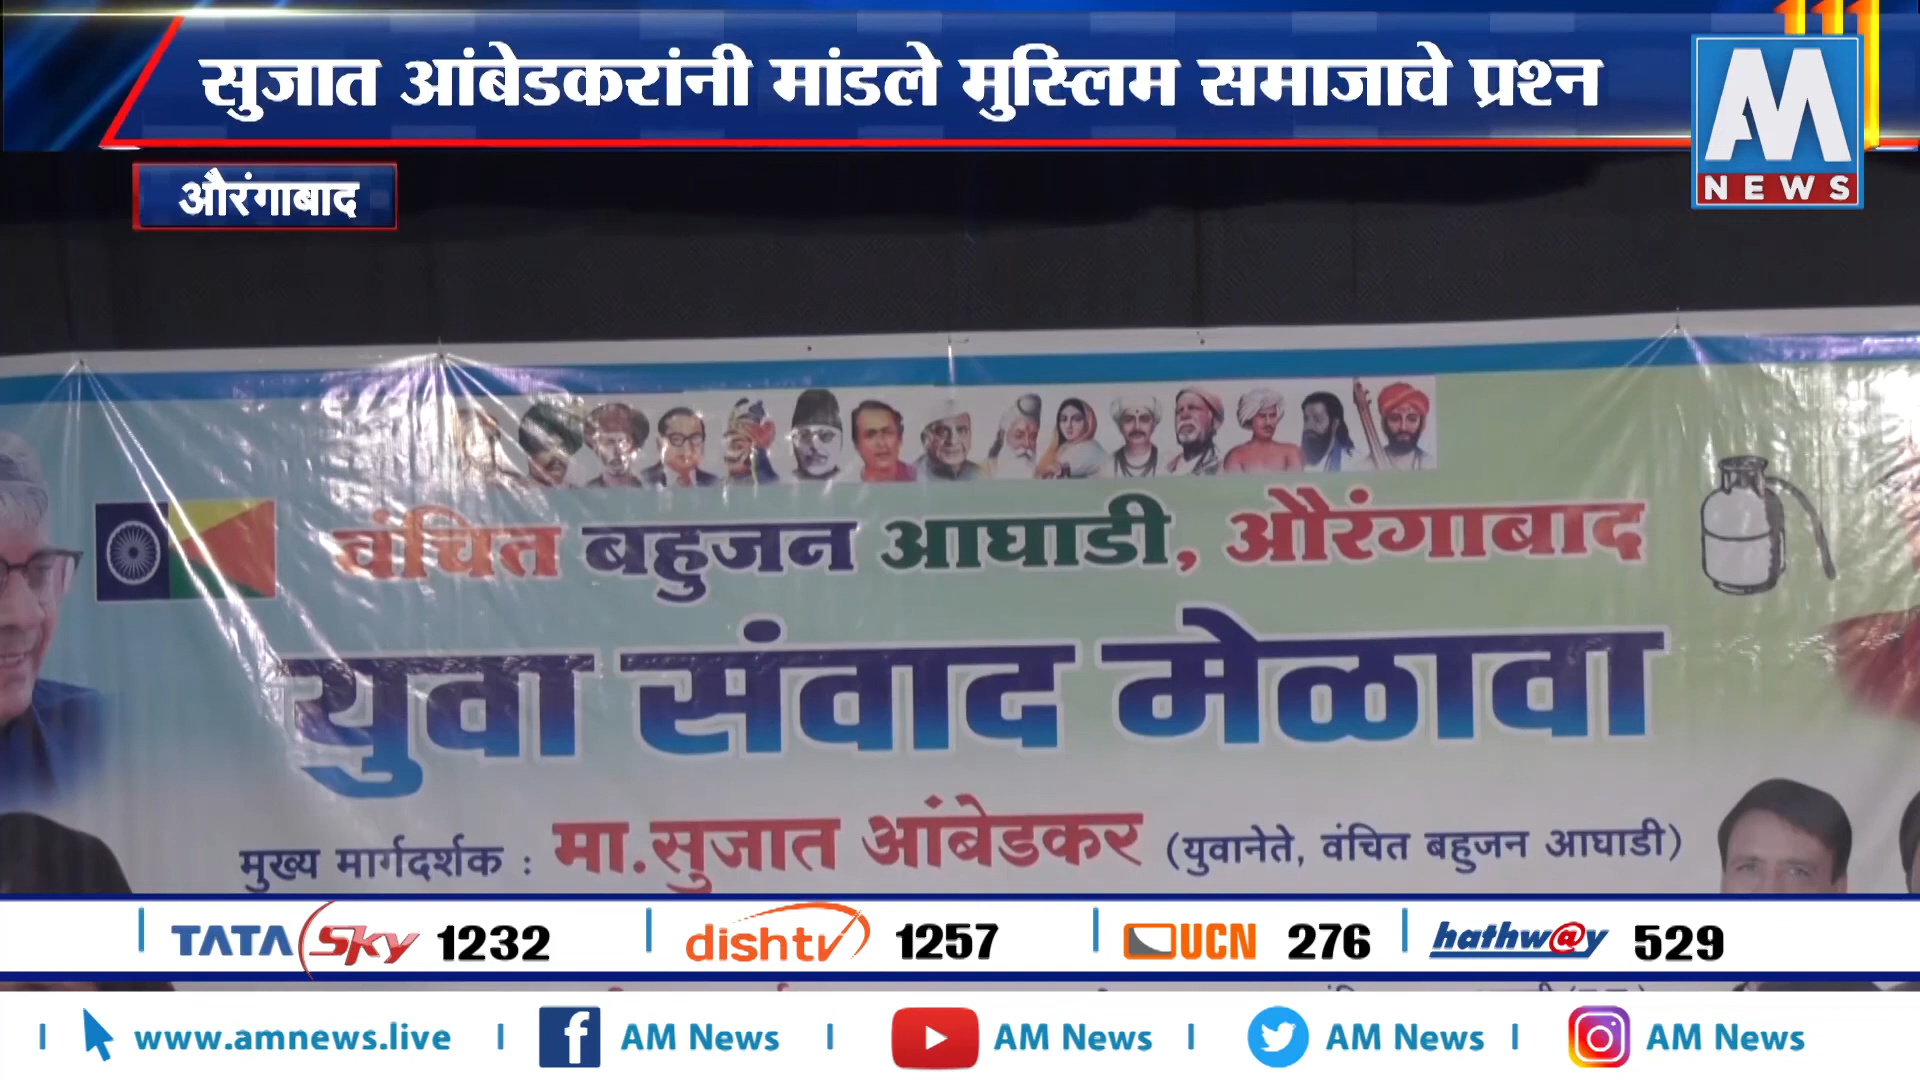 सुजात आंबेडकरांनी मांडले मुस्लिम समाजाचे प्रश्न
AM
NEWS
औरंगाबाद
वंचित बहुजन आघाडी, औरंगाबाद
युवा संवाद मेळावा
मुख्य मार्गदर्शक : मा.सुजात आंबेडकर (युवानेते, वंचित बहुजन आघाडी)
TATA Sky 1232 dishtv 1257 UCN 276 hathw@y 529
www.amnews.live AM News AM News AM News AM News